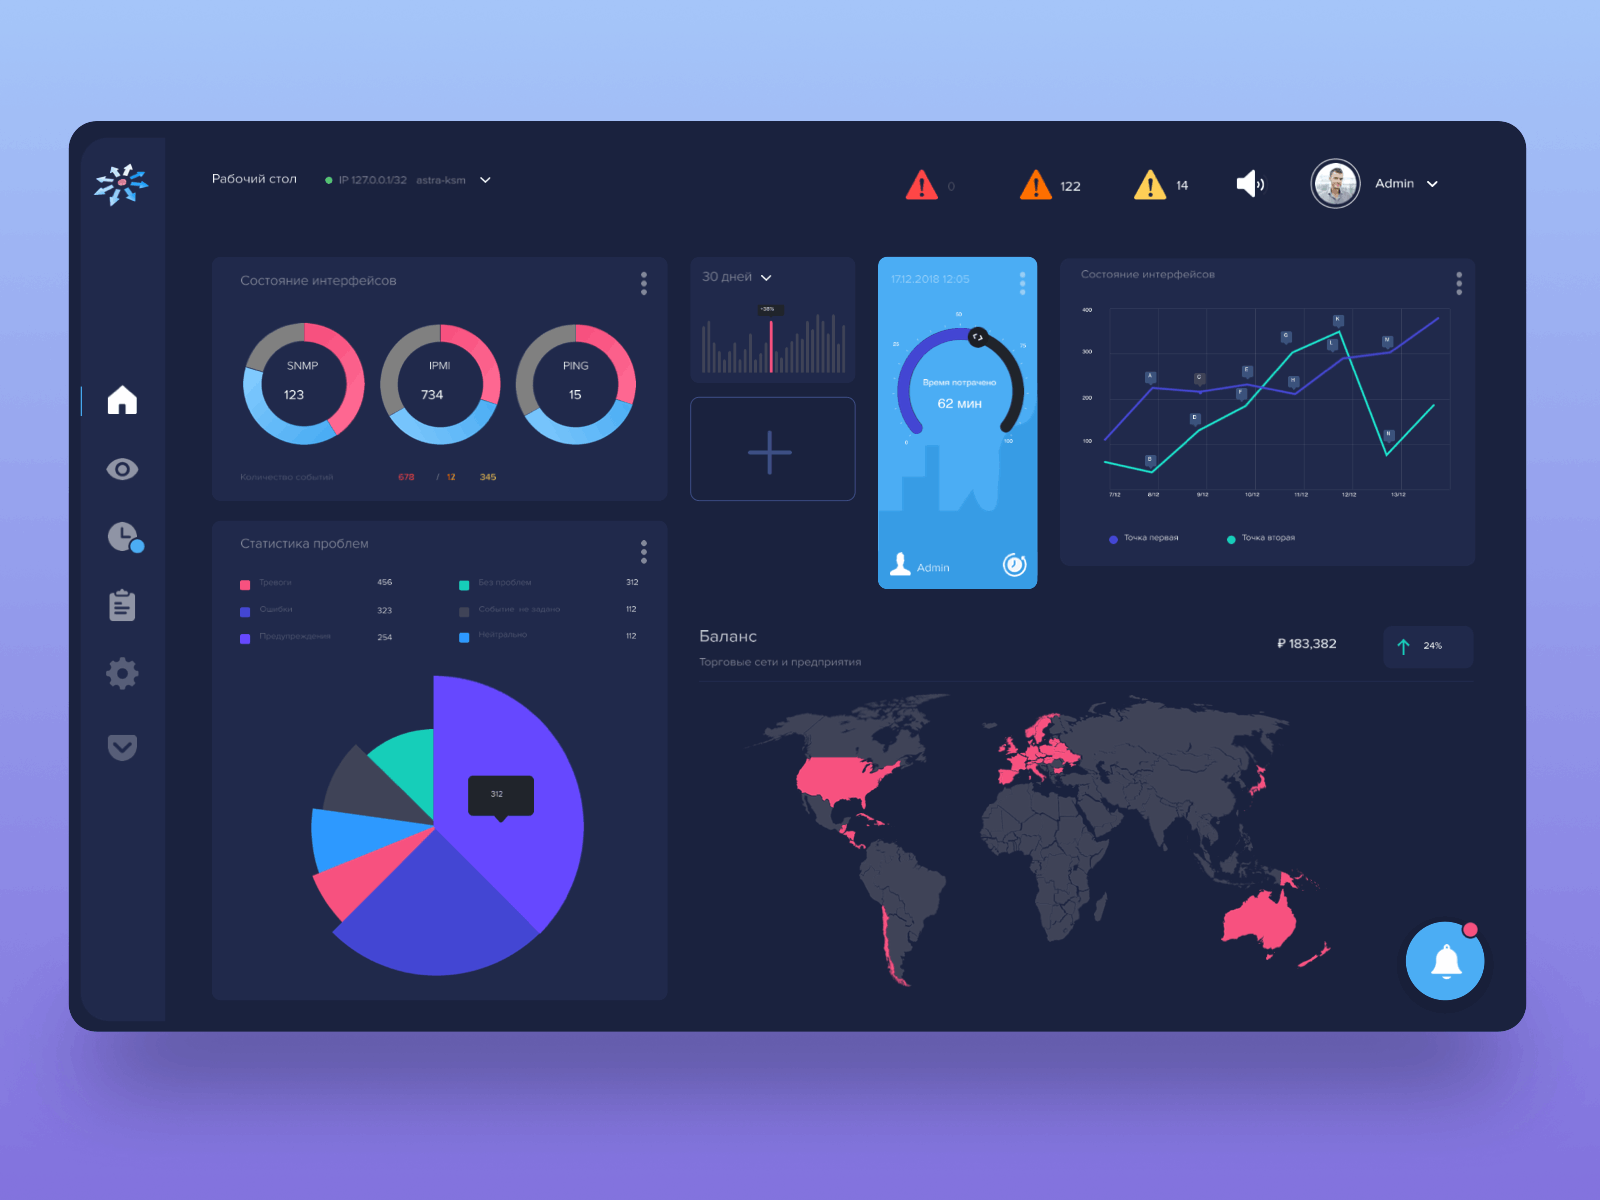 Рабочий стол
IP 127.0.0.1/32 astra-ksm
0
122
14
Admin
Состояние интерфейсов
SNMP
123
IPMI
734
PING
15
Количество событий
678 / 12 345
30 дней
+38%
17.12.2018 12:05
0
25
50
75
100
Время потрачено
62 мин
Admin
Состояние интерфейсов
400
300
200
100
7/12 8/12 9/12 10/12 11/12 12/12 13/12
Точка первая
Точка вторая
Статистика проблем
Тревоги 456
Ошибки 323
Предупреждения 254
Без проблем 312
Событие не задано 112
Нейтрально 112
312
Баланс
Торговые сети и предприятия
₽ 183,382
24%